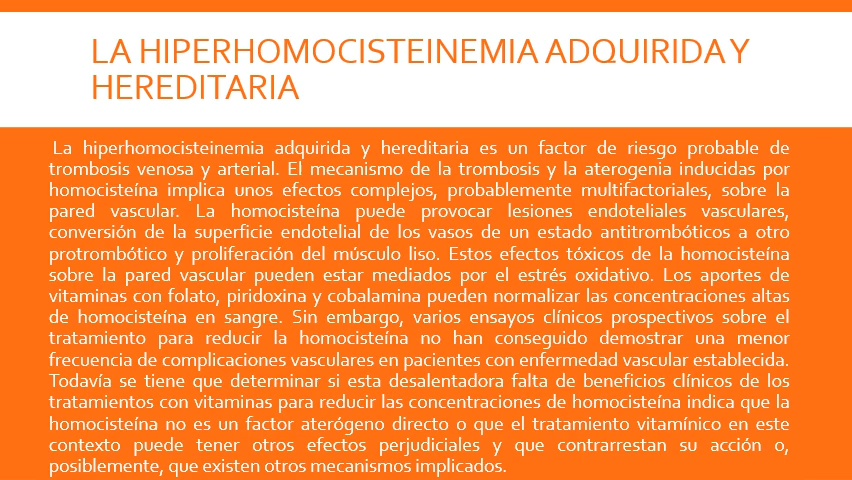 LA HIPERHOMOCISTEINEMIA ADQUIRIDA Y
HEREDITARIA
La hiperhomocisteinemia adquirida y hereditaria es un factor de riesgo probable de
trombosis venosa y arterial. El mecanismo de la trombosis y la aterogenia inducidas por
homocisteína implica unos efectos complejos, probablemente multifactoriales, sobre la
pared vascular. La homocisteína puede provocar lesiones endoteliales vasculares,
conversión de la superficie endotelial de los vasos de un estado antitrombóticos a otro
protrombótico y proliferación del músculo liso. Estos efectos tóxicos de la homocisteína
sobre la pared vascular pueden estar mediados por el estrés oxidativo. Los aportes de
vitaminas con folato, piridoxina y cobalamina pueden normalizar las concentraciones altas
de homocisteína en sangre. Sin embargo, varios ensayos clínicos prospectivos sobre el
tratamiento para reducir la homocisteína no han conseguido demostrar una menor
frecuencia de complicaciones vasculares en pacientes con enfermedad vascular establecida.
Todavía se tiene que determinar si esta desalentadora falta de beneficios clínicos de los
tratamientos con vitaminas para reducir las concentraciones de homocisteína indica que la
homocisteína no es un factor aterógeno directo o que el tratamiento vitamínico en este
contexto puede tener otros efectos perjudiciales y que contrarrestan su acción o,
posiblemente, que existen otros mecanismos implicados.